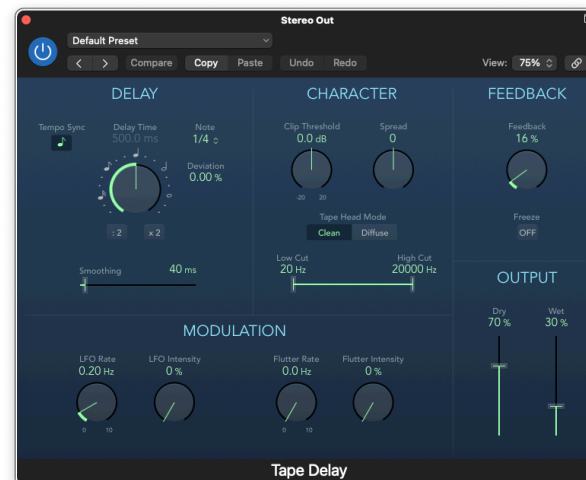 Stereo Out
Default Preset
Compare Copy Paste Undo Redo View: 75%
DELAY
Tempo Sync Delay Time Note
500.0 ms 1/4
Deviation
0.00 %
: 2 x 2
Smoothing 40 ms
CHARACTER
Clip Threshold Spread
0.0 dB 0
-20 20
Tape Head Mode
Clean Diffuse
Low Cut High Cut
20 Hz 20000 Hz
FEEDBACK
Feedback
16 %
Freeze
OFF
MODULATION
LFO Rate LFO Intensity Flutter Rate Flutter Intensity
0.20 Hz 0 % 0.0 Hz 0 %
0 10 0 10
OUTPUT
Dry Wet
70 % 30 %
Tape Delay